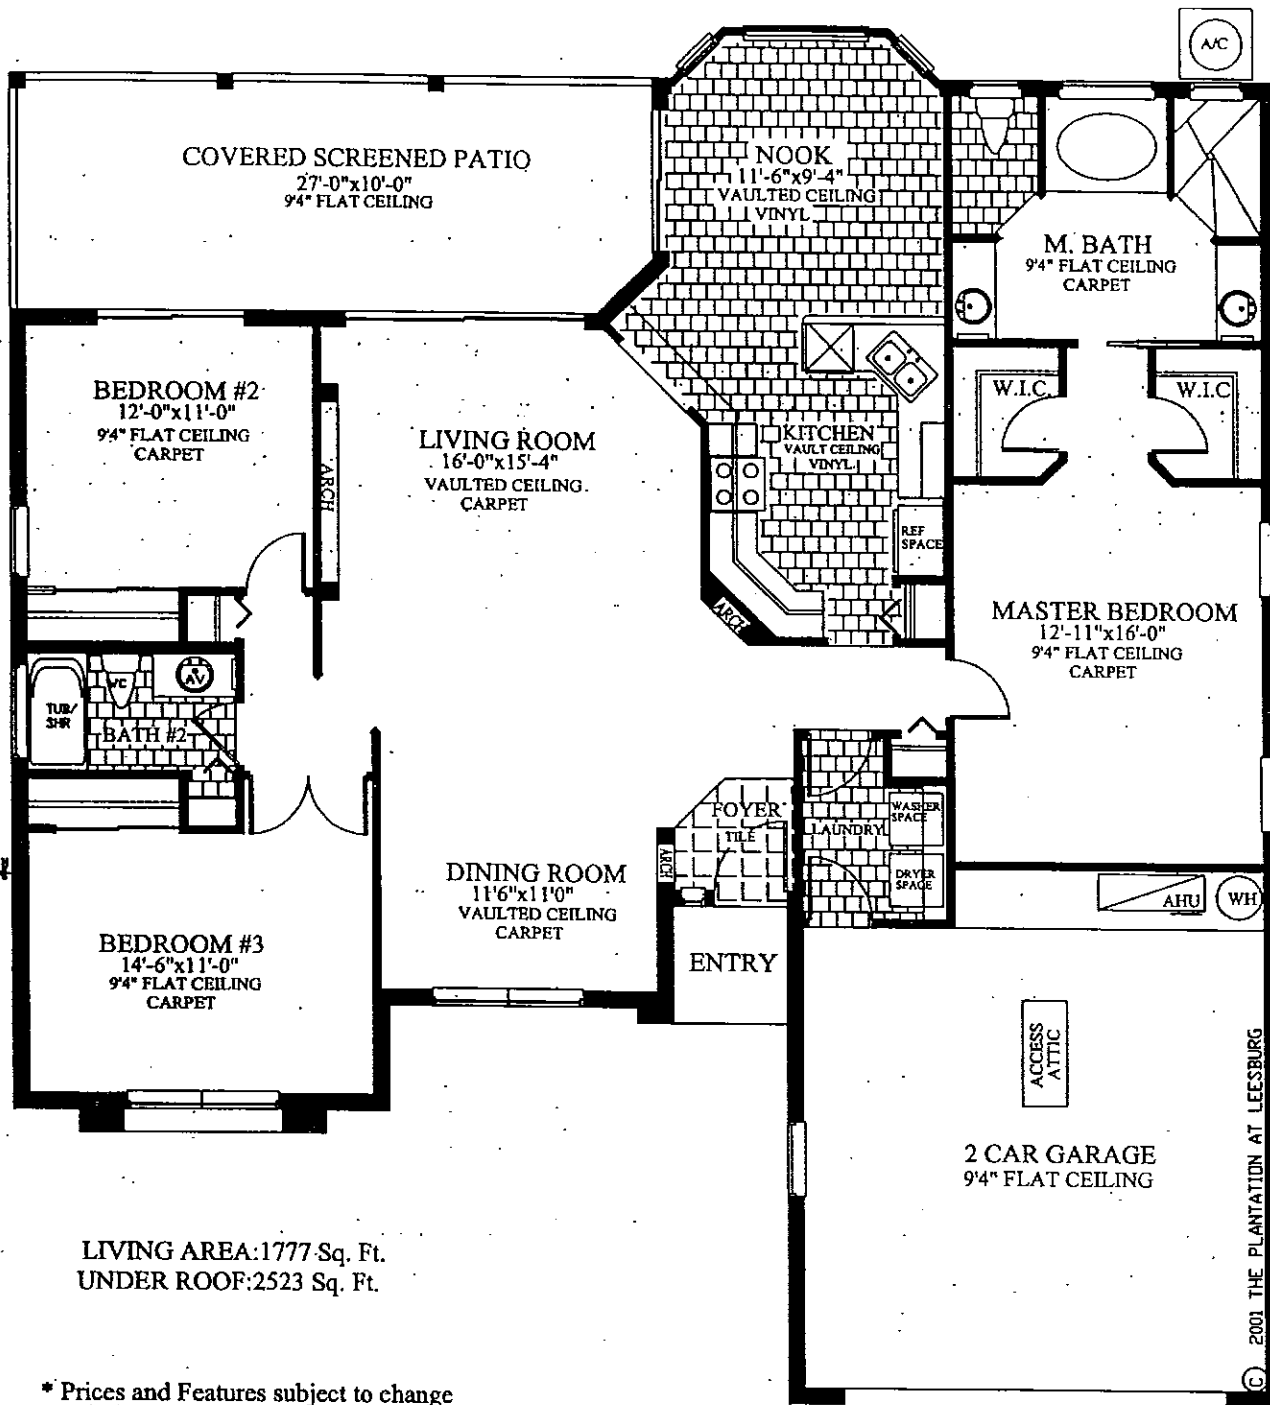 A/C
COVERED SCREENED PATIO
27'-0"x10'-0"
9'4" FLAT CEILING
NOOK
11'-6"x9'-4"
VAULTED CEILING
VINYL
M. BATH
9'4" FLAT CEILING
CARPET
BEDROOM #2
12'-0"x11'-0"
9'4" FLAT CEILING
CARPET
ARCH
LIVING ROOM
16'-0"x15'-4"
VAULTED CEILING
CARPET
KITCHEN
VAULT CEILING
VINYL
W.I.C.
W.I.C
REF
SPACE
ARCH
MASTER BEDROOM
12'-11"x16'-0"
9'4" FLAT CEILING
CARPET
TUB/
SHR
WC
AV
BATH #2
FOYER
TILE
ARCH
LAUNDRY
WASHER
SPACE
DRYER
SPACE
DINING ROOM
11'6"x11'0"
VAULTED CEILING
CARPET
AHU
WH
BEDROOM #3
14'-6"x11'-0"
9'4" FLAT CEILING
CARPET
ENTRY
ACCESS
ATTIC
2 CAR GARAGE
9'4" FLAT CEILING
LIVING AREA:1777 Sq. Ft.
UNDER ROOF:2523 Sq. Ft.
* Prices and Features subject to change
© 2001 THE PLANTATION AT LEESBURG